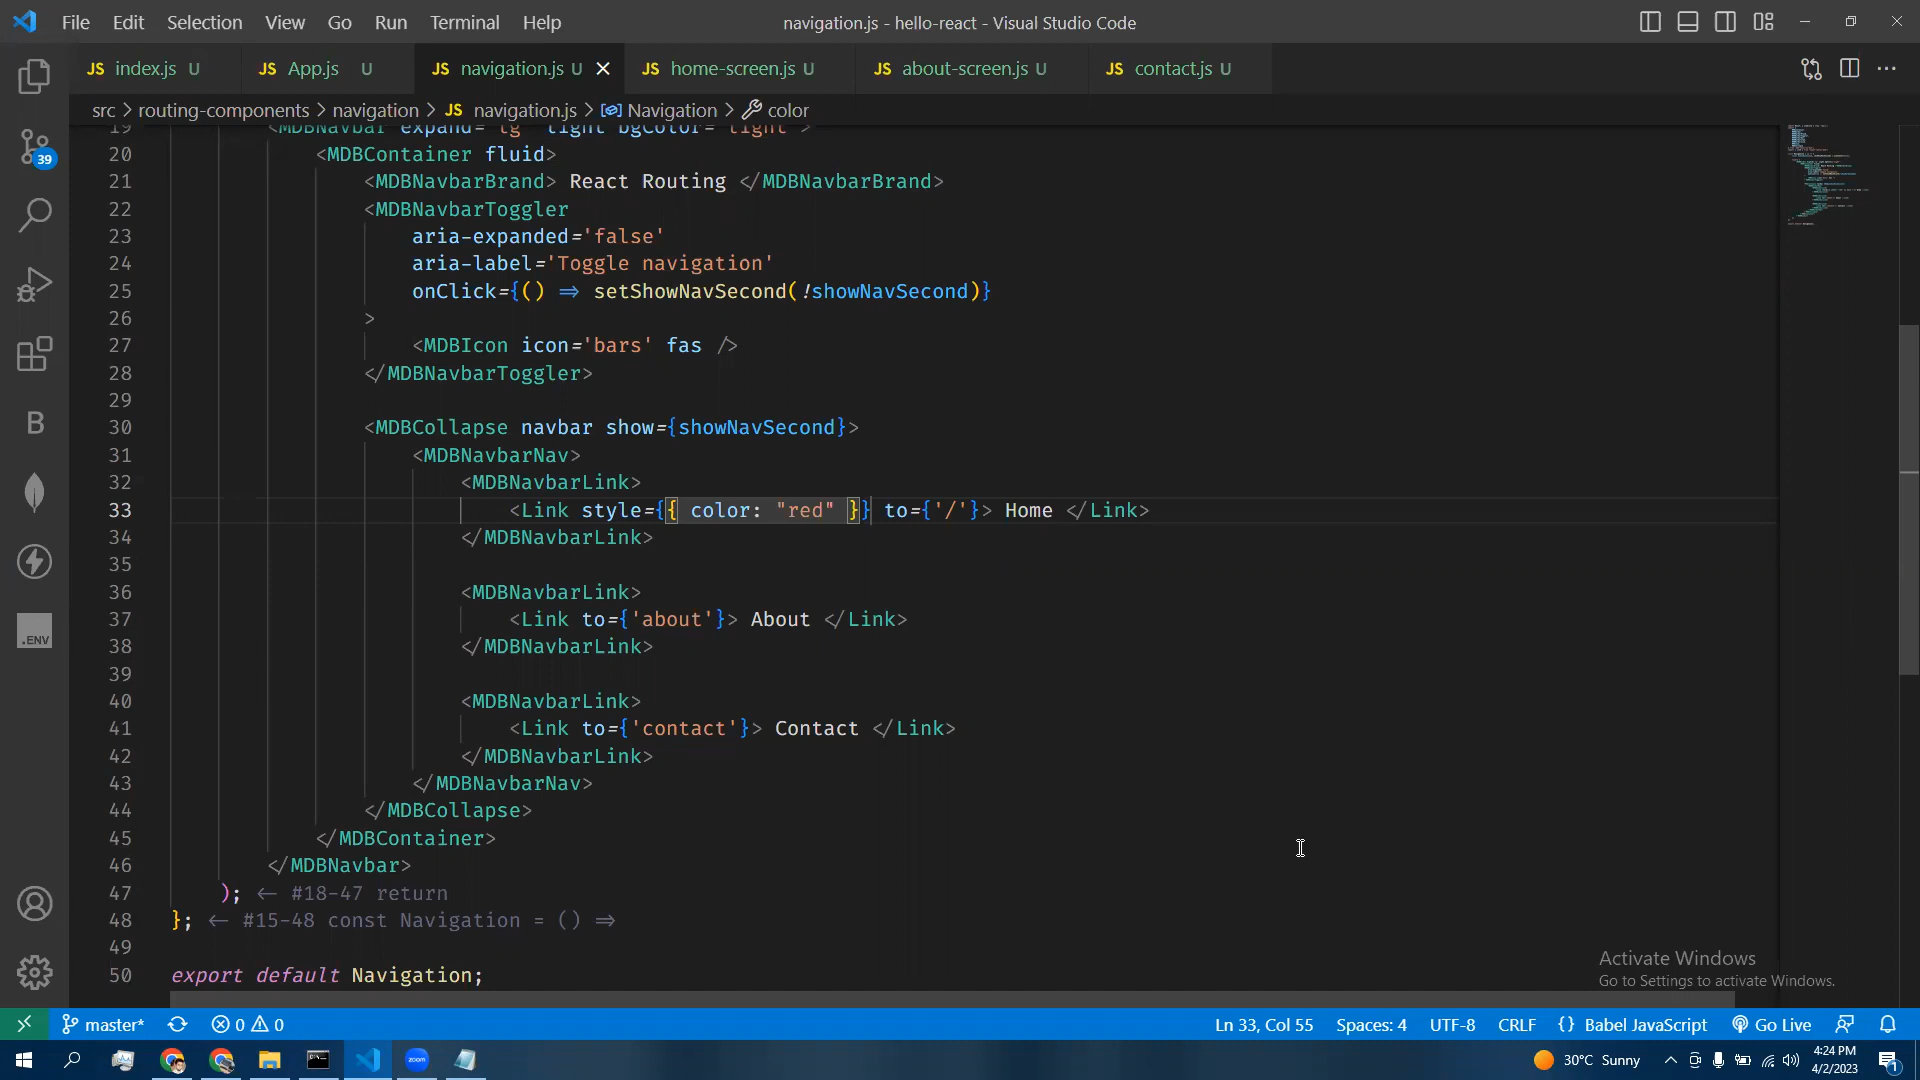 File Edit Selection View Go Run Terminal Help navigation.js - hello-react - Visual Studio Code
JS index.js U JS App.js U JS navigation.js U JS home-screen.js U JS about-screen.js U JS contact.js U
src > routing-components > navigation > JS navigation.js > Navigation > color
19 <MDBNavbar expand='lg' light bgColor='light'>
20 <MDBContainer fluid>
21 <MDBNavbarBrand> React Routing </MDBNavbarBrand>
22 <MDBNavbarToggler
23 aria-expanded='false'
24 aria-label='Toggle navigation'
25 onClick={() => setShowNavSecond(!showNavSecond)}
26 >
27 <MDBIcon icon='bars' fas />
28 </MDBNavbarToggler>
29
30 <MDBCollapse navbar show={showNavSecond}>
31 <MDBNavbarNav>
32 <MDBNavbarLink>
33 <Link style={{ color: "red" }} to={'/'}> Home </Link>
34 </MDBNavbarLink>
35
36 <MDBNavbarLink>
37 <Link to={'about'}> About </Link>
38 </MDBNavbarLink>
39
40 <MDBNavbarLink>
41 <Link to={'contact'}> Contact </Link>
42 </MDBNavbarLink>
43 </MDBNavbarNav>
44 </MDBCollapse>
45 </MDBContainer>
46 </MDBNavbar>
47 ); <- #18-47 return
48 }; <- #15-48 const Navigation = () =>
49
50 export default Navigation;
39
B
.ENV
Activate Windows
Go to Settings to activate Windows.
master* 0 0 Ln 33, Col 55 Spaces: 4 UTF-8 CRLF {} Babel JavaScript Go Live
zoom 30°C Sunny 4:24 PM
4/2/2023 1